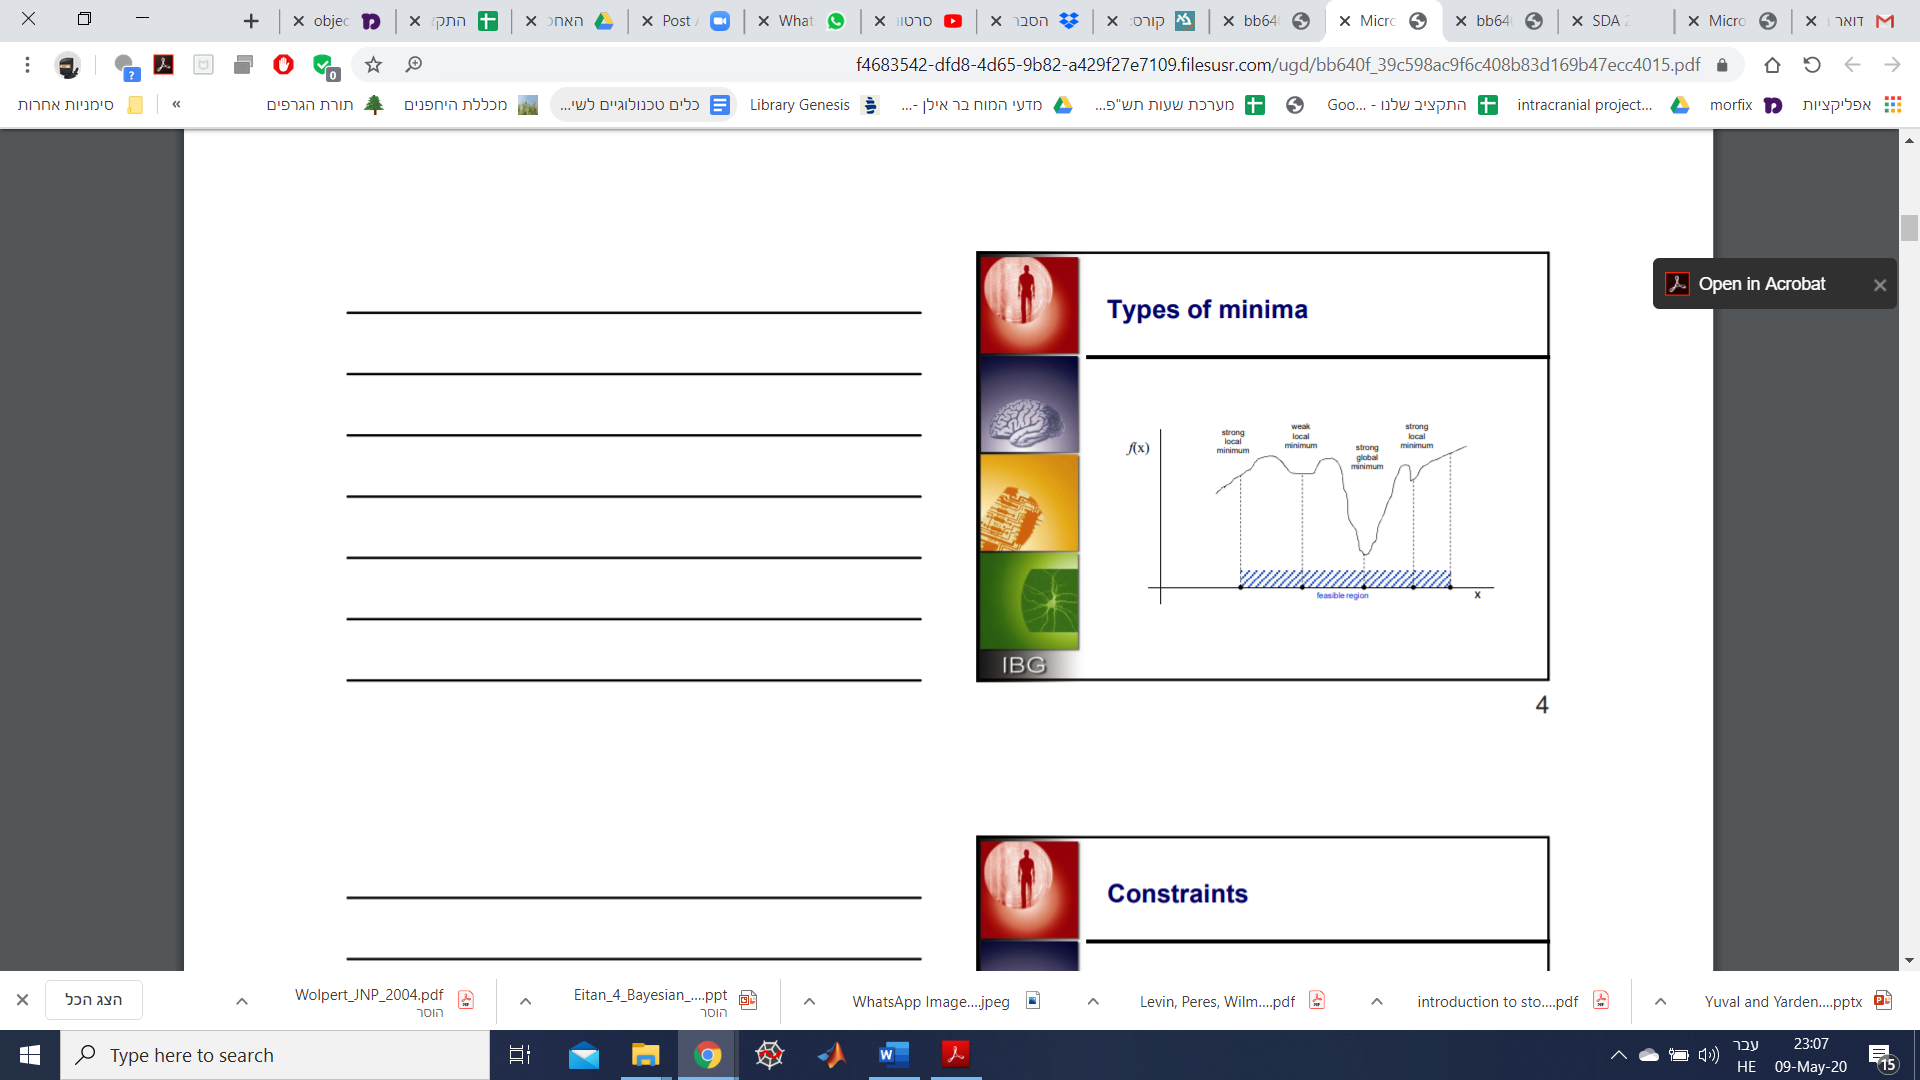 objec
התקצ
האחס
Post
What
סרטו
הסבר
קורס:
bb64
Micro
bb64
SDA
Micro
דואר
f4683542-dfd8-4d65-9b82-a429f27e7109.filesusr.com/ugd/bb640f_39c598ac9f6c408b83d169b47ecc4015.pdf
?
0
אפליקציות
morfix
intracranial project...
Goo... - התקציב שלנו
מערכת שעות תש"פ...
מדעי המוח בר אילן -...
Library Genesis
כלים טכנולוגיים לשי...
מכללת היחפנים
תורת הגרפים
«
סימניות אחרות
Open in Acrobat
Types of minima
f(x)
strong
local
minimum
weak
local
minimum
strong
global
minimum
strong
local
minimum
feasible region
x
IBG
4
Constraints
הצג הכל
Wolpert_JNP_2004.pdf
הוסר
Eitan_4_Bayesian_....ppt
הוסר
WhatsApp Image....jpeg
Levin, Peres, Wilm....pdf
introduction to sto....pdf
Yuval and Yarden....pptx
Type here to search
עבר
HE
23:07
09-May-20
15